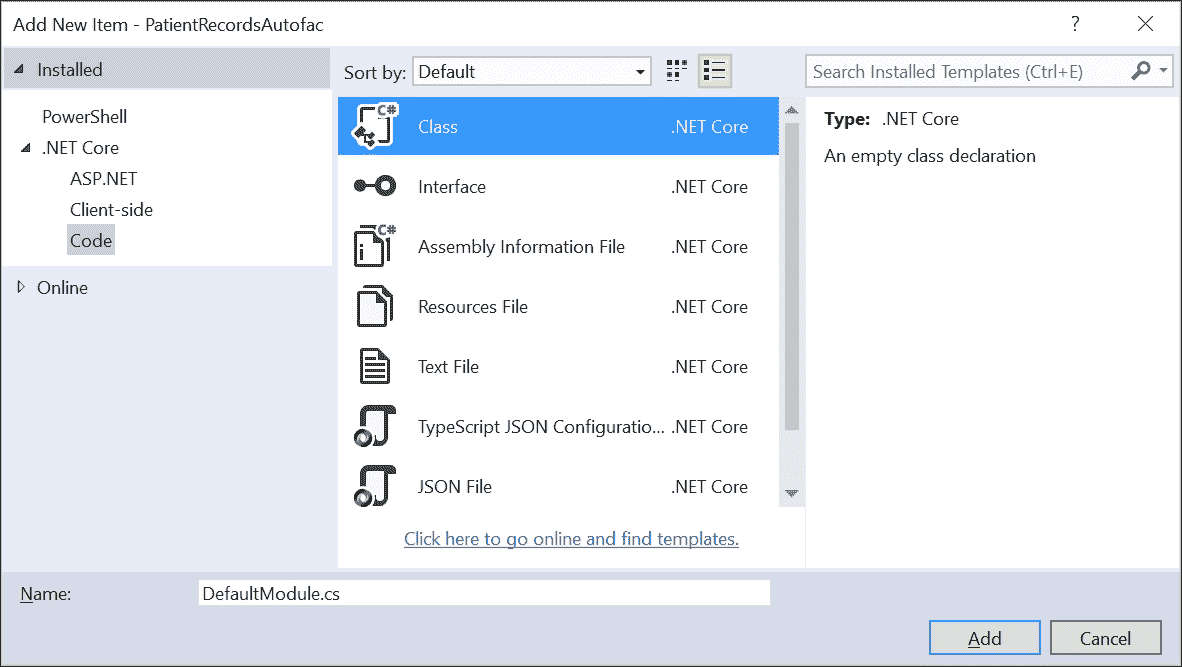 Add New Item - PatientRecordsAutofac
?
Installed
PowerShell
.NET Core
ASP.NET
Client-side
Code
Online
Sort by: Default
Search Installed Templates (Ctrl+E)
C# Class .NET Core
Interface .NET Core
C# Assembly Information File .NET Core
Resources File .NET Core
Text File .NET Core
TypeScript JSON Configuratio... .NET Core
JSON File .NET Core
Click here to go online and find templates.
Type: .NET Core
An empty class declaration
Name: DefaultModule.cs
Add Cancel